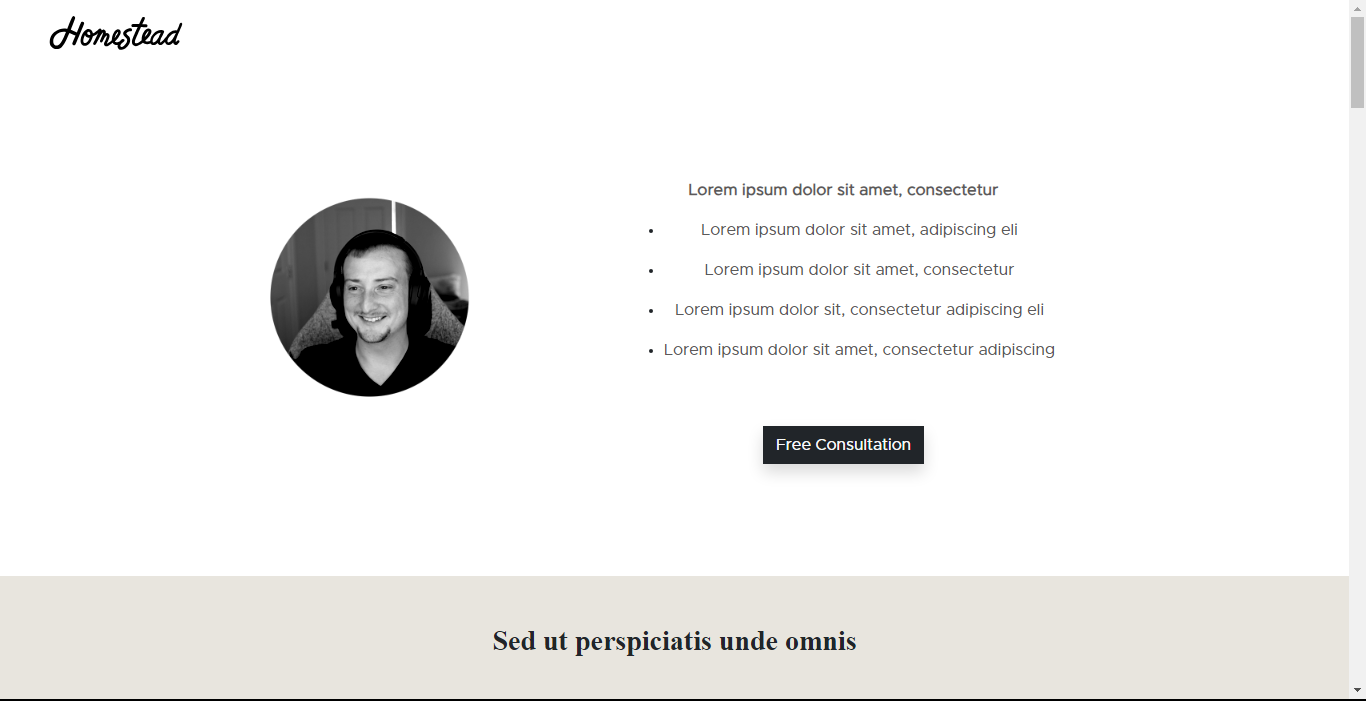 Homestead
Lorem ipsum dolor sit amet, consectetur
Lorem ipsum dolor sit amet, adipiscing eli
Lorem ipsum dolor sit amet, consectetur
Lorem ipsum dolor sit, consectetur adipiscing eli
Lorem ipsum dolor sit amet, consectetur adipiscing
Free Consultation
Sed ut perspiciatis unde omnis